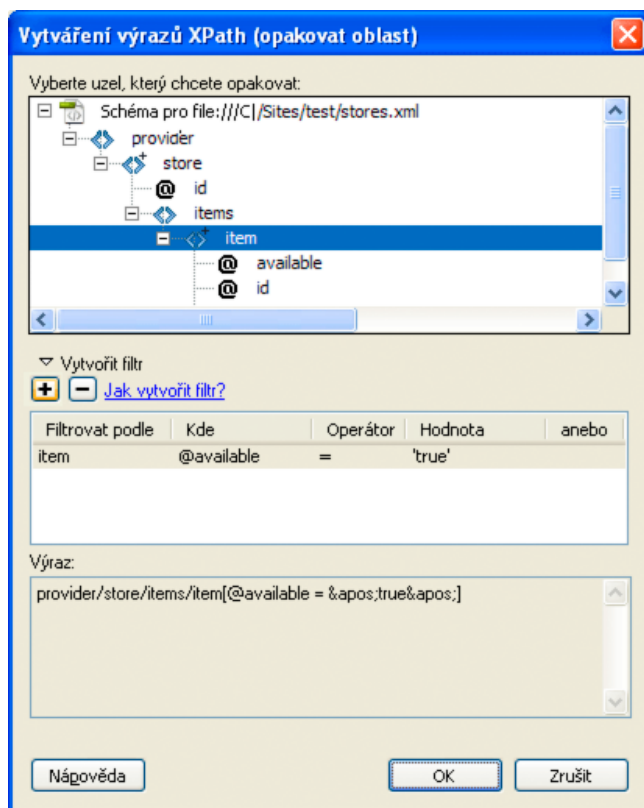 Vytváření výrazů XPath (opakovat oblast)
Vyberte uzel, který chcete opakovat:
Schéma pro file:///C|/Sites/test/stores.xml
provider
store
@ id
items
item
@ available
@ id
Vytvořit filtr
Jak vytvořit filtr?
Filtrovat podle Kde Operátor Hodnota anebo
item @available = 'true'
Výraz:
provider/store/items/item[@available = &apos;true&apos;]
Nápověda OK Zrušit